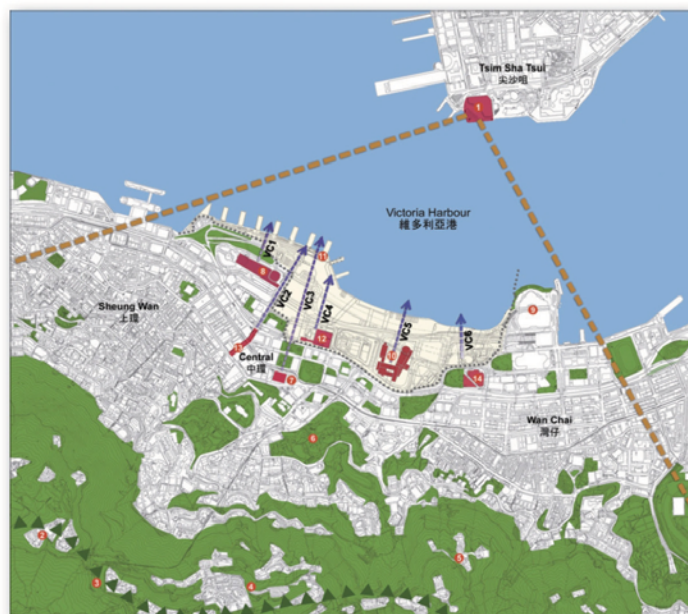 Tsim Sha Tsui
尖沙咀
1
Victoria Harbour
維多利亞港
VC1
VC2
VC3
VC4
VC5
VC6
11
8
9
Sheung Wan
上環
13
12
10
Central
中環
7
14
Wan Chai
灣仔
6
2
3
4
5